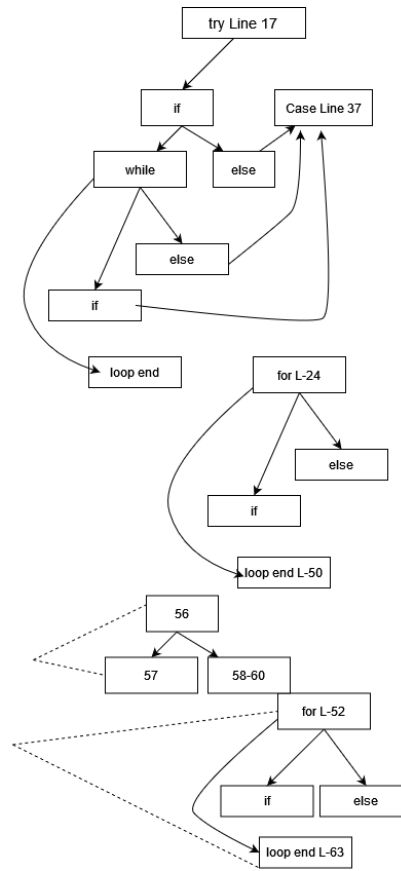 try Line 17
if
Case Line 37
while
else
else
if
loop end
for L-24
else
if
loop end L-50
56
57
58-60
for L-52
if
else
loop end L-63